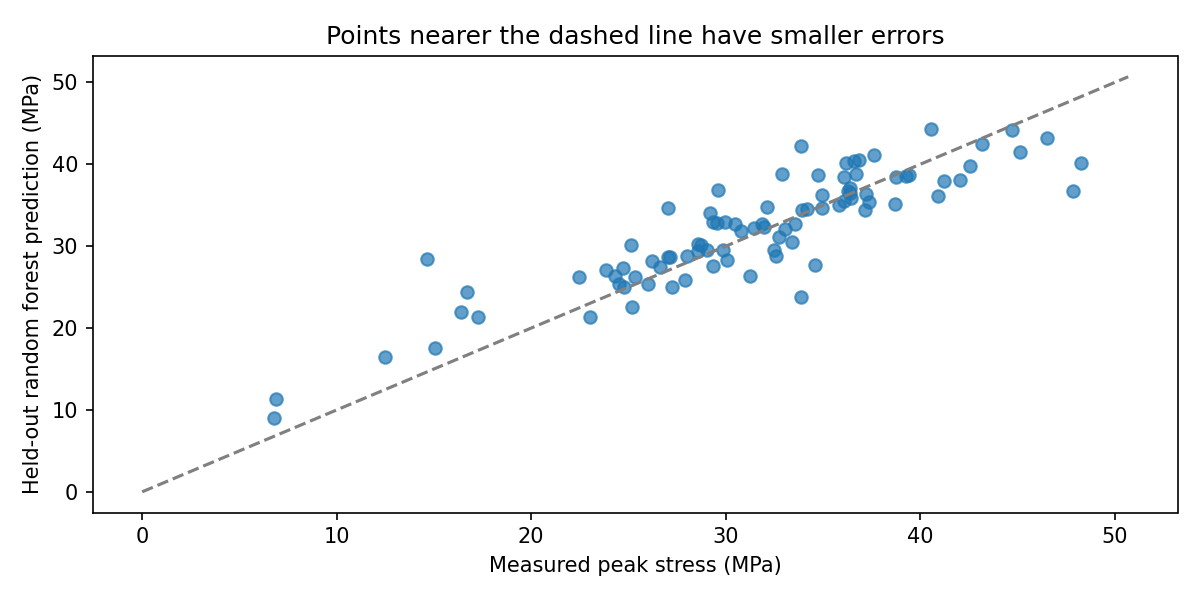 Points nearer the dashed line have smaller errors
Held-out random forest prediction (MPa)
50
40
30
20
10
0
0 10 20 30 40 50
Measured peak stress (MPa)